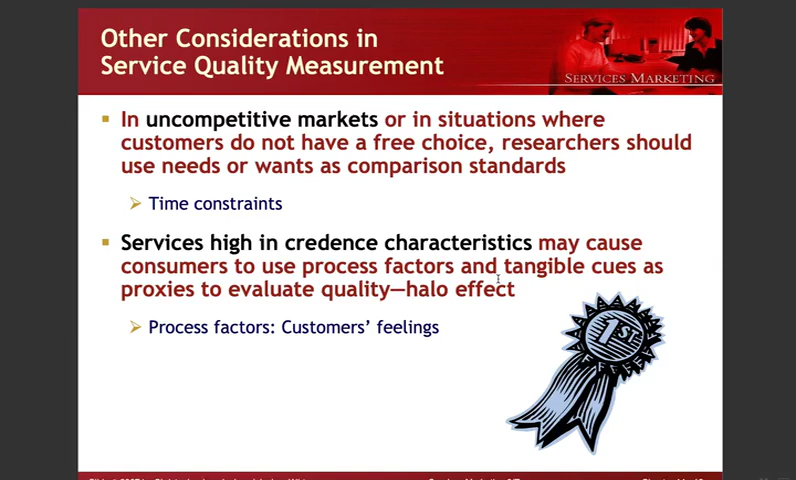 Other Considerations in
Service Quality Measurement
SERVICES MARKETING
In uncompetitive markets or in situations where
customers do not have a free choice, researchers should
use needs or wants as comparison standards
Time constraints
Services high in credence characteristics may cause
consumers to use process factors and tangible cues as
proxies to evaluate quality—halo effect
Process factors: Customers’ feelings
1ST